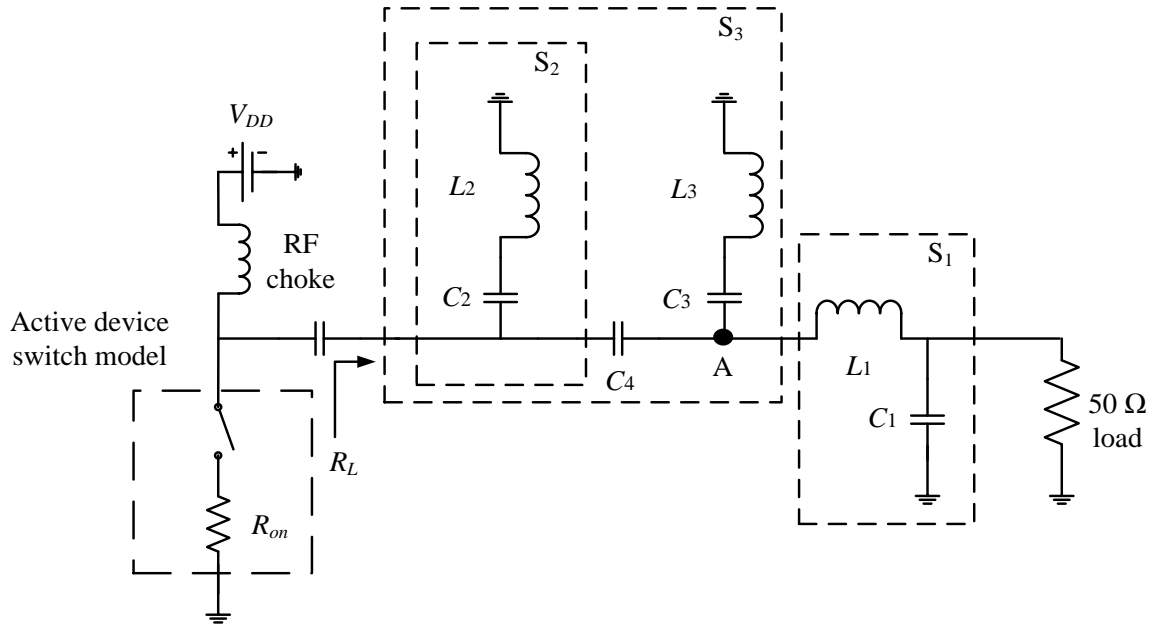 S3
S2
VDD
+ −
L2
L3
S1
RF
choke
C2
C3
Active device
switch model
A
C4
L1
RL
C1
50 Ω
load
Ron